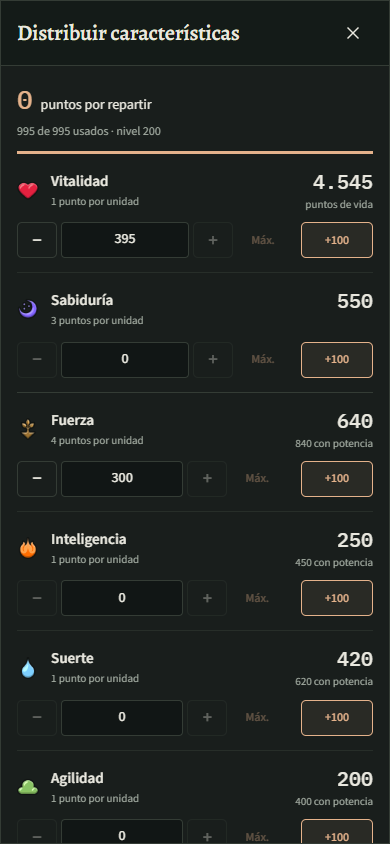 Distribuir características
0 puntos por repartir
995 de 995 usados · nivel 200
Vitalidad
4.545
1 punto por unidad
puntos de vida
− 395 + Máx. +100
Sabiduría
550
3 puntos por unidad
− 0 + Máx. +100
Fuerza
640
4 puntos por unidad
840 con potencia
− 300 + Máx. +100
Inteligencia
250
1 punto por unidad
450 con potencia
− 0 + Máx. +100
Suerte
420
1 punto por unidad
620 con potencia
− 0 + Máx. +100
Agilidad
200
1 punto por unidad
400 con potencia
− 0 + Máx. +100